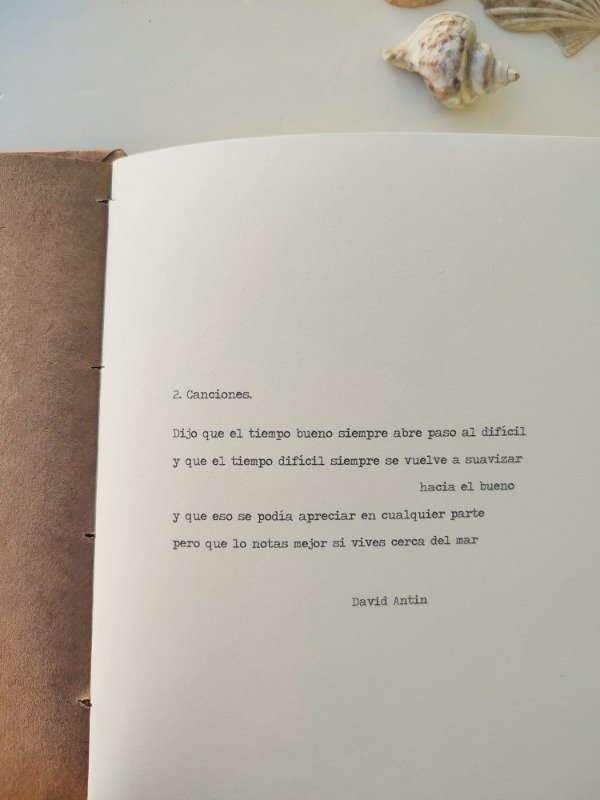 2. Canciones.
Dijo que el tiempo bueno siempre abre paso al difícil
y que el tiempo difícil siempre se vuelve a suavizar
hacia el bueno
y que eso se podía apreciar en cualquier parte
pero que lo notas mejor si vives cerca del mar
David Antin